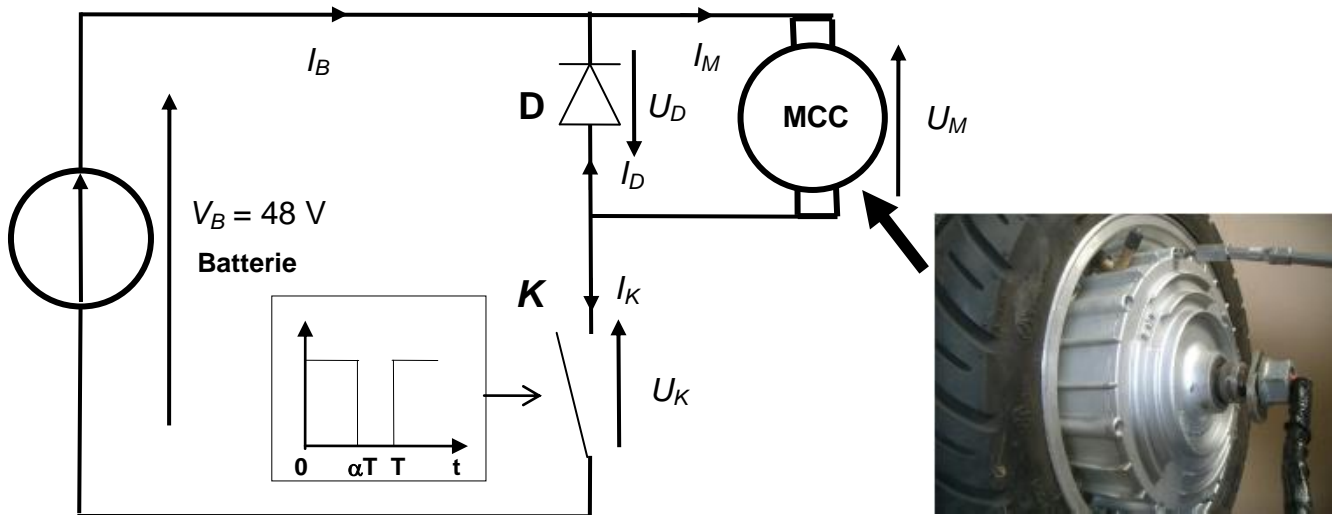 I_B
I_M
D
U_D
MCC
U_M
I_D
V_B = 48 V
Batterie
K
I_K
U_K
0 αT T t